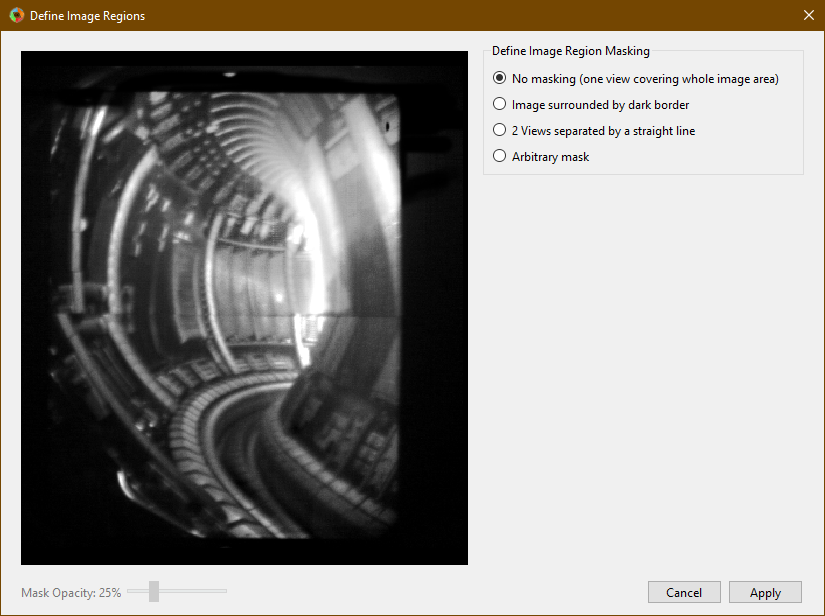 Define Image Regions
Define Image Region Masking
No masking (one view covering whole image area)
Image surrounded by dark border
2 Views separated by a straight line
Arbitrary mask
Mask Opacity: 25%
Cancel
Apply